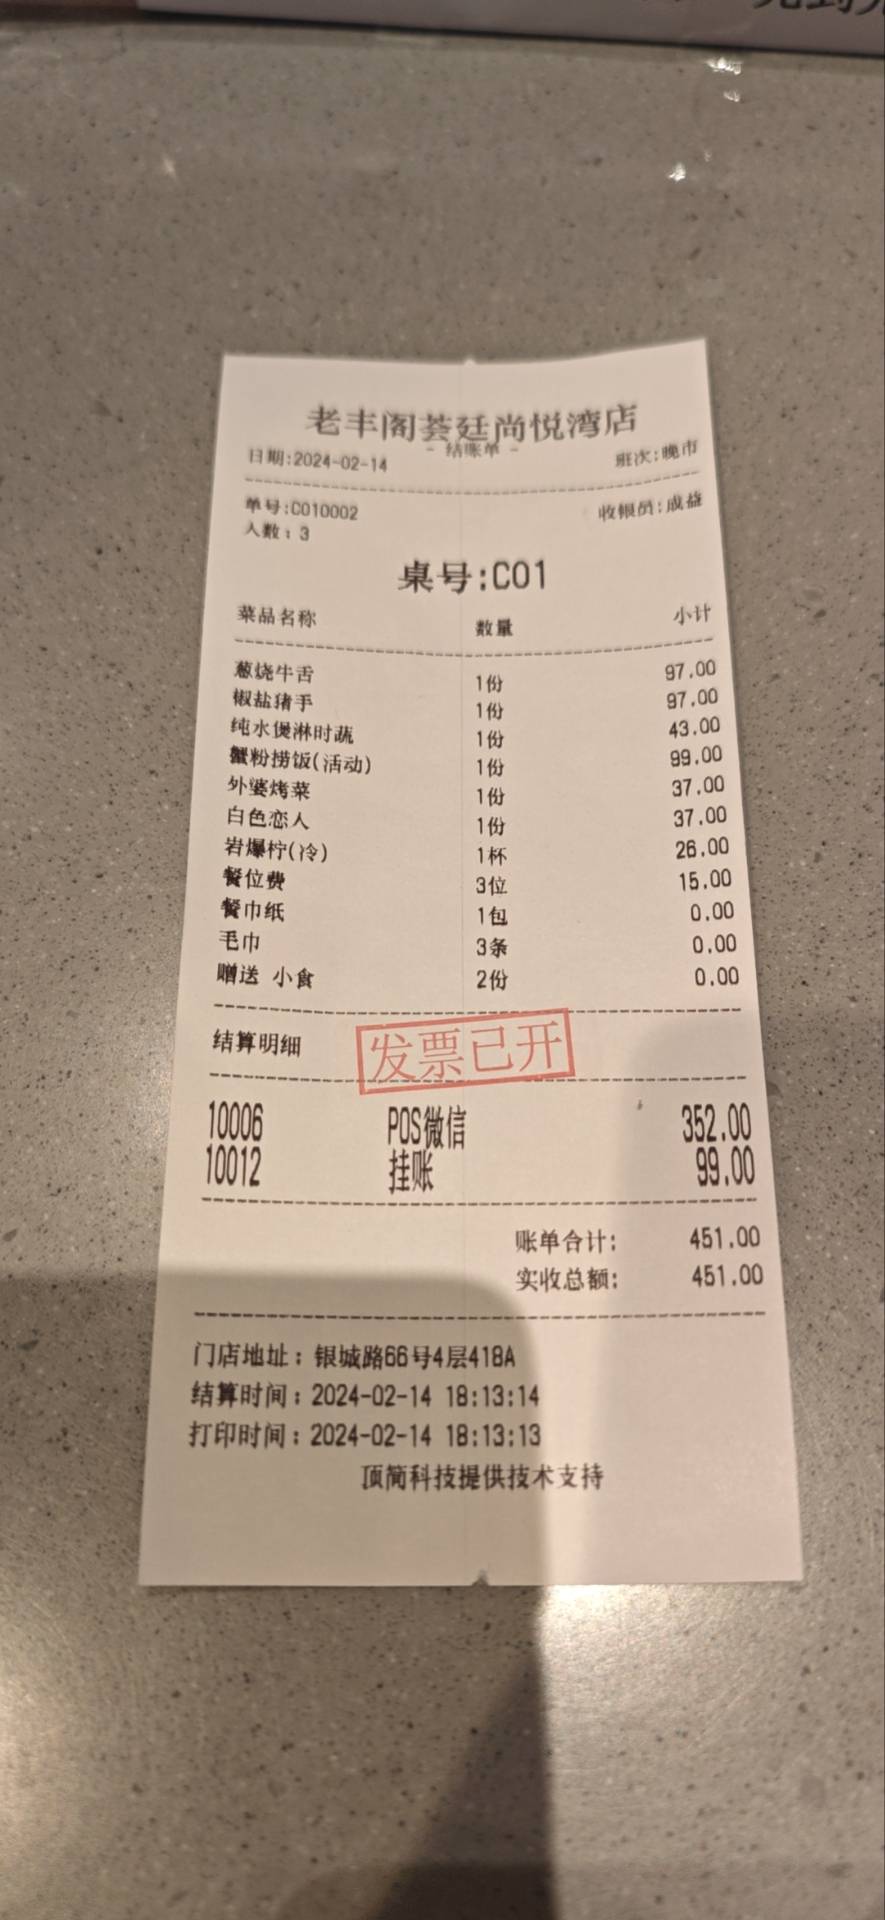 老丰阁荟廷尚悦湾店
- 结账单 -
日期:2024-02-14 班次:晚市
单号:C010002 收银员:成益
人数：3
桌号:C01
菜品名称 数量 小计
葱烧牛舌 1份 97.00
椒盐猪手 1份 97.00
纯水煲淋时蔬 1份 43.00
蟹粉捞饭(活动) 1份 99.00
外婆烤菜 1份 37.00
白色恋人 1份 37.00
岩爆柠(冷) 1杯 26.00
餐位费 3位 15.00
餐巾纸 1包 0.00
毛巾 3条 0.00
赠送 小食 2份 0.00
结算明细
发票已开
10006 POS微信 352.00
10012 挂账 99.00
账单合计: 451.00
实收总额: 451.00
门店地址：银城路66号4层418A
结算时间：2024-02-14 18:13:14
打印时间：2024-02-14 18:13:13
顶简科技提供技术支持